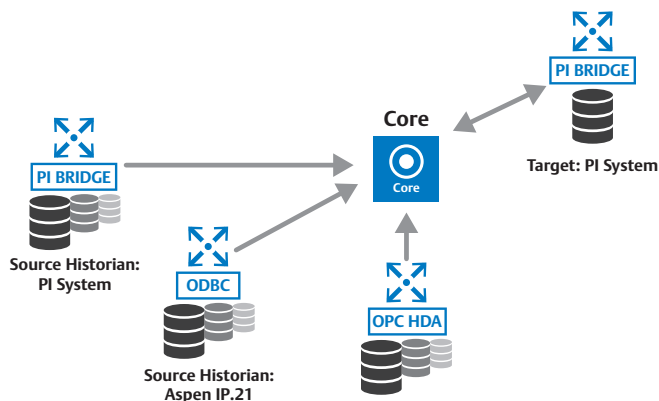 PI BRIDGE
Target: PI System
Core
Core
PI BRIDGE
Source Historian:
PI System
ODBC
Source Historian:
Aspen IP.21
OPC HDA